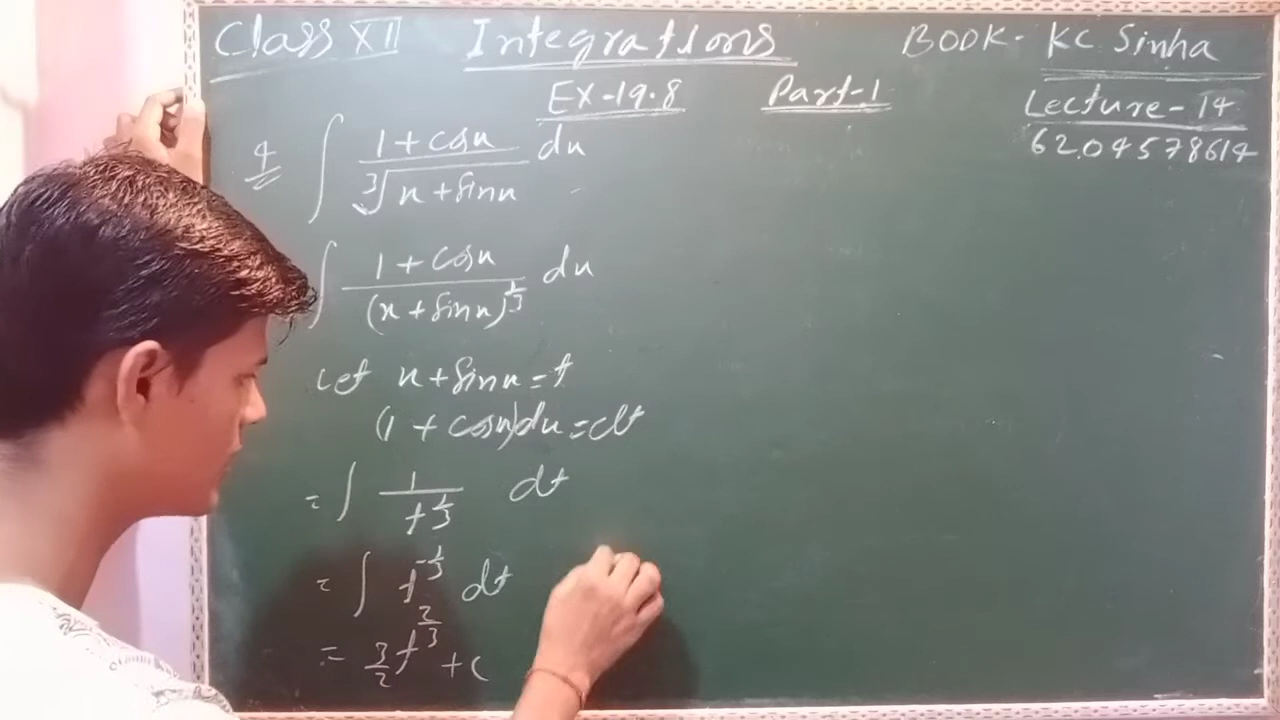 Class XII Integrations BOOK - KC Sinha
EX-19.8 Part-1 Lecture-14
6204578614
4 ∫ (1+cosx)/(∛(x+sinx)) dx
∫ (1+cosx)/((x+sinx)^(1/3)) dx
Let x+sinx=t
(1+cosx)dx=dt
=∫ 1/(t^(1/3)) dt
=∫ t^(-1/3) dt
= 3/2 t^(2/3) +c